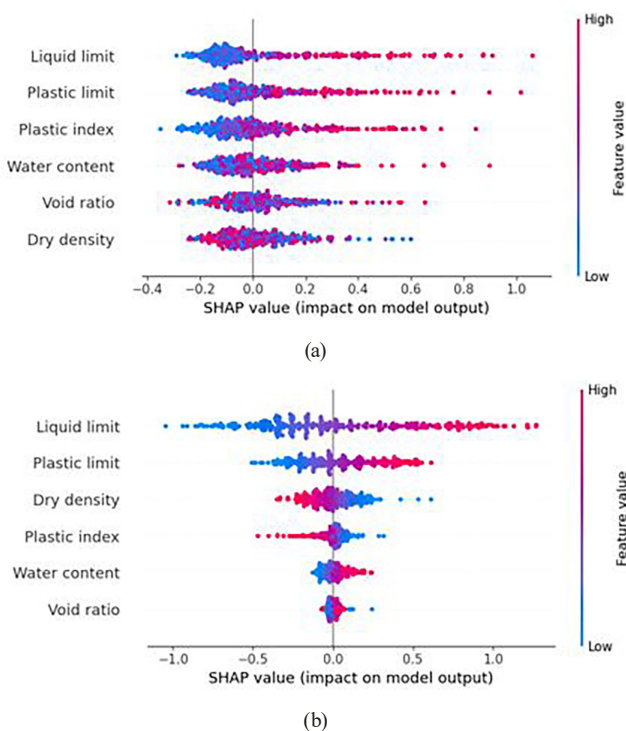 High
Liquid limit
Plastic limit
Plastic index
Water content
Void ratio
Dry density
Feature value
Low
−0.4 −0.2 0.0 0.2 0.4 0.6 0.8 1.0
SHAP value (impact on model output)
(a)
High
Liquid limit
Plastic limit
Dry density
Plastic index
Water content
Void ratio
Feature value
Low
−1.0 −0.5 0.0 0.5 1.0
SHAP value (impact on model output)
(b)